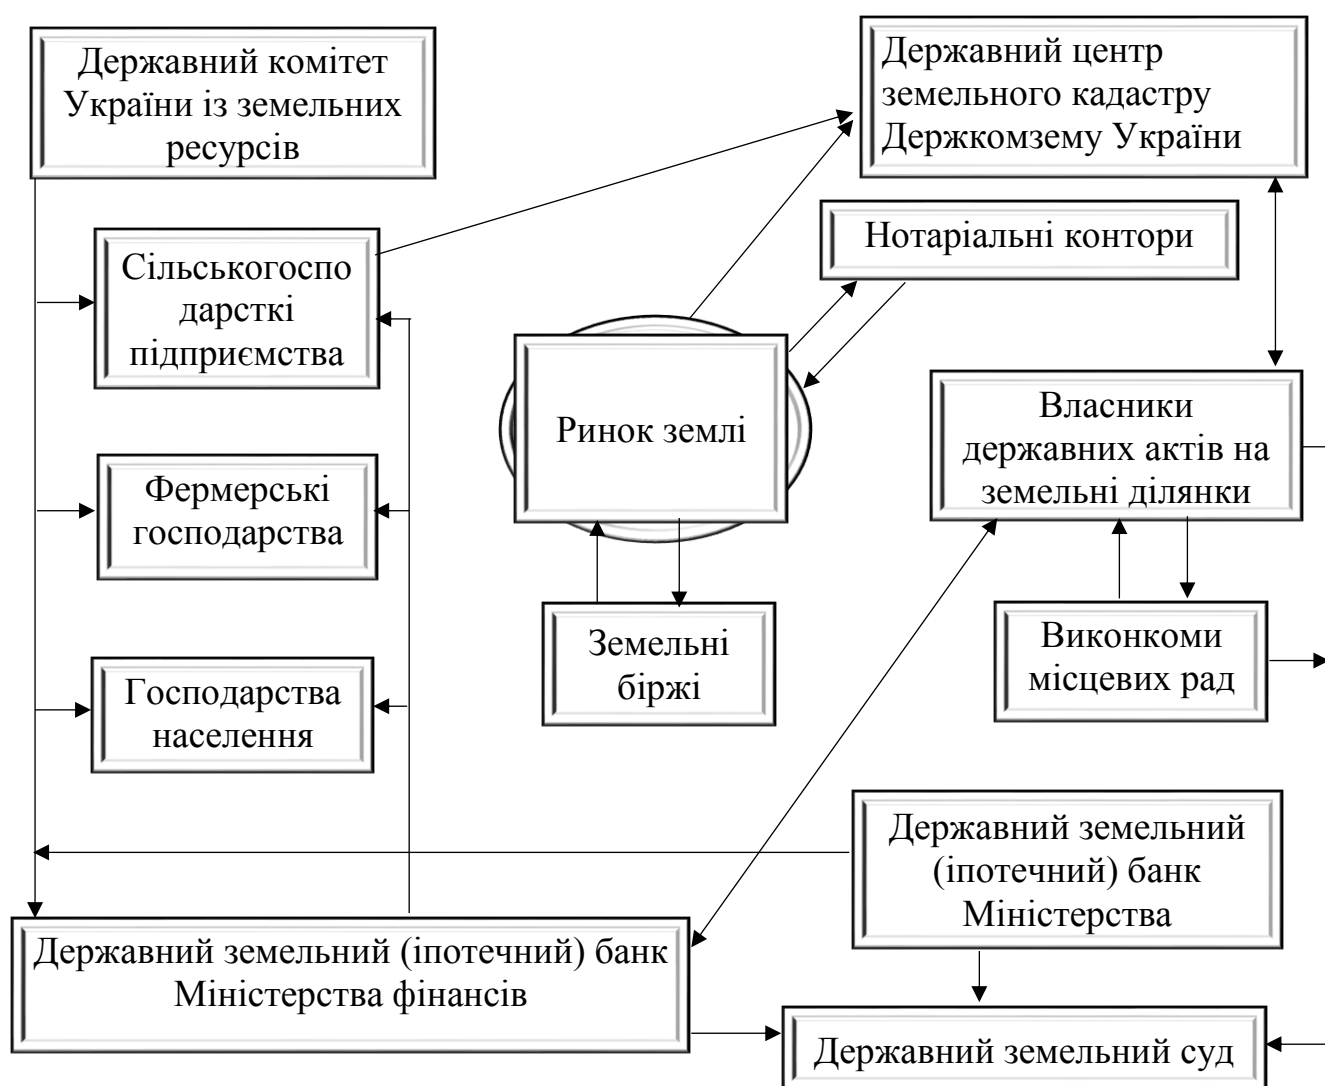 Державний комітет
України із земельних
ресурсів
Державний центр
земельного кадастру
Держкомзему України
Нотаріальні контори
Сільськогоспо
дарсткі
підприємства
Ринок землі
Власники
державних актів на
земельні ділянки
Фермерські
господарства
Земельні
біржі
Виконкоми
місцевих рад
Господарства
населення
Державний земельний
(іпотечний) банк
Міністерства
Державний земельний (іпотечний) банк
Міністерства фінансів
Державний земельний суд